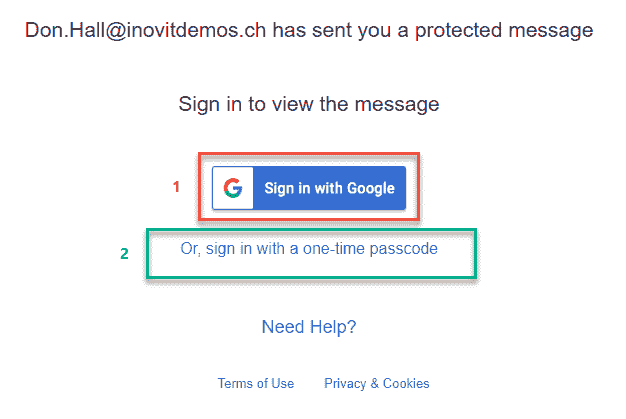 Don.Hall@inovitdemos.ch has sent you a protected message
Sign in to view the message
1
Sign in with Google
2
Or, sign in with a one-time passcode
Need Help?
Terms of Use Privacy & Cookies